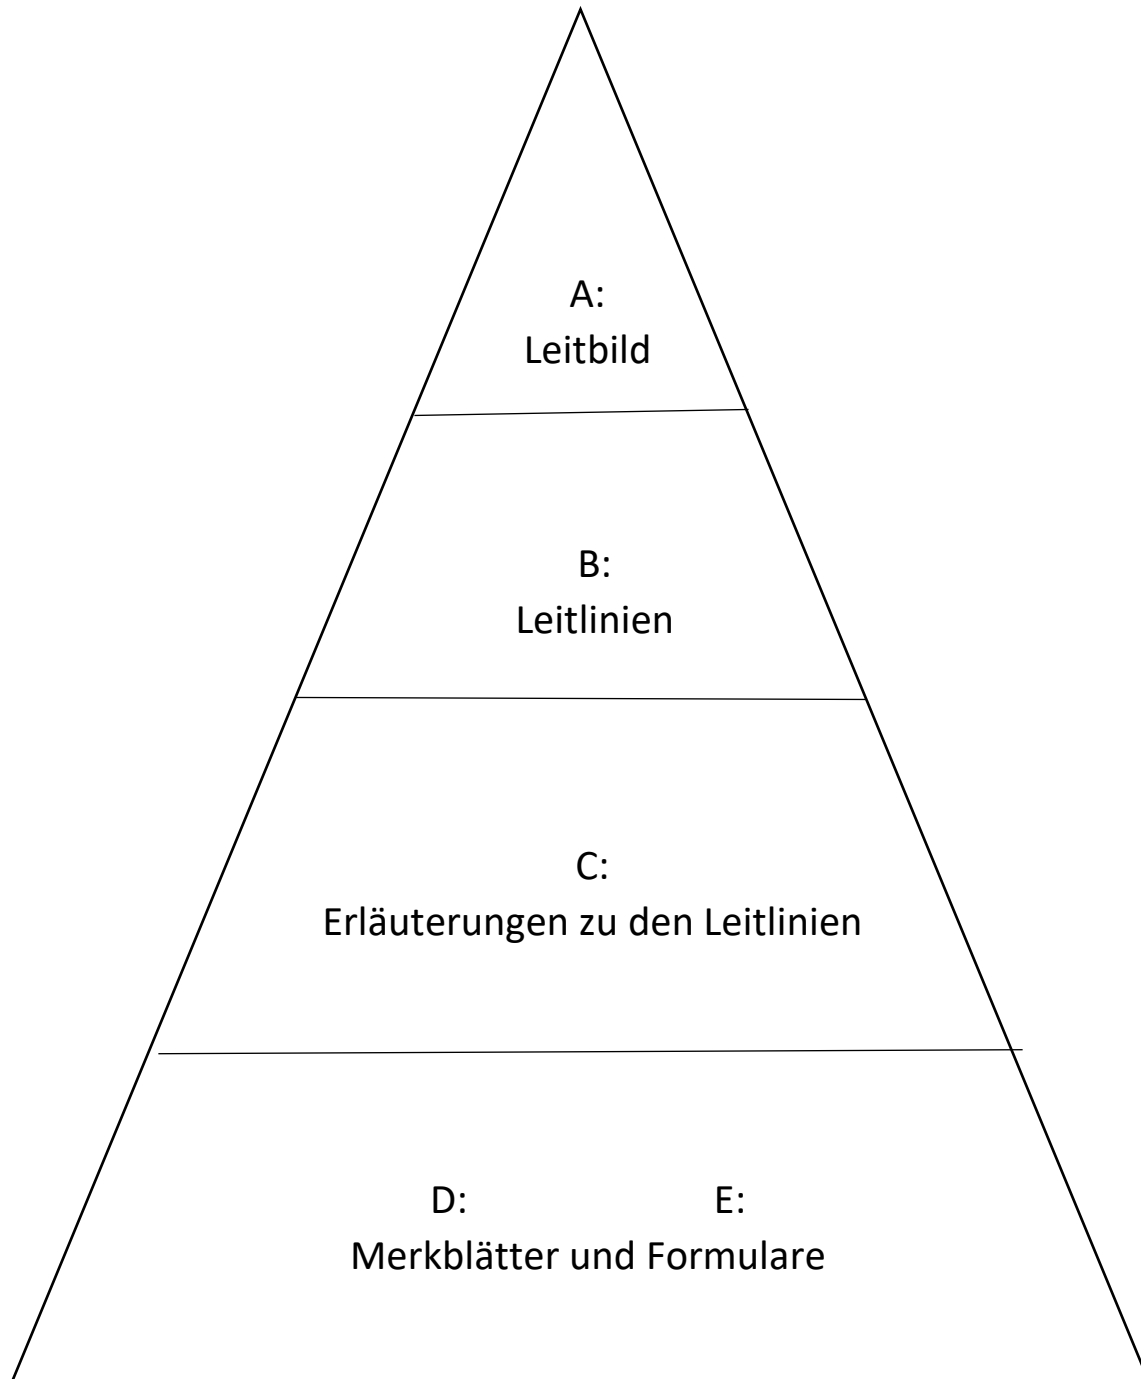 A:
Leitbild
B:
Leitlinien
C:
Erläuterungen zu den Leitlinien
D: E:
Merkblätter und Formulare